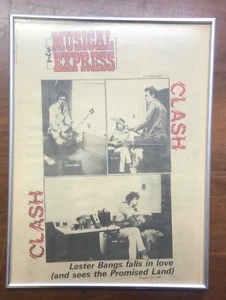 new
MUSICAL
EXPRESS
CLASH
CLASH
Lester Bangs falls in love
(and sees the Promised Land)